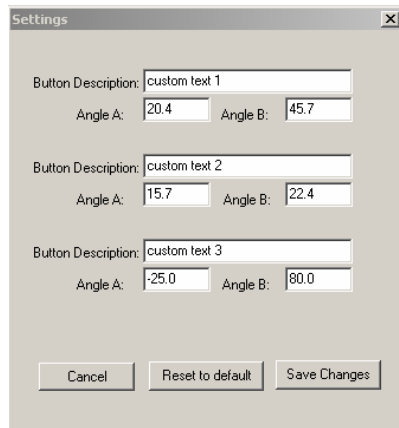 Settings
Button Description: custom text 1
Angle A: 20.4 Angle B: 45.7
Button Description: custom text 2
Angle A: 15.7 Angle B: 22.4
Button Description: custom text 3
Angle A: -25.0 Angle B: 80.0
Cancel Reset to default Save Changes